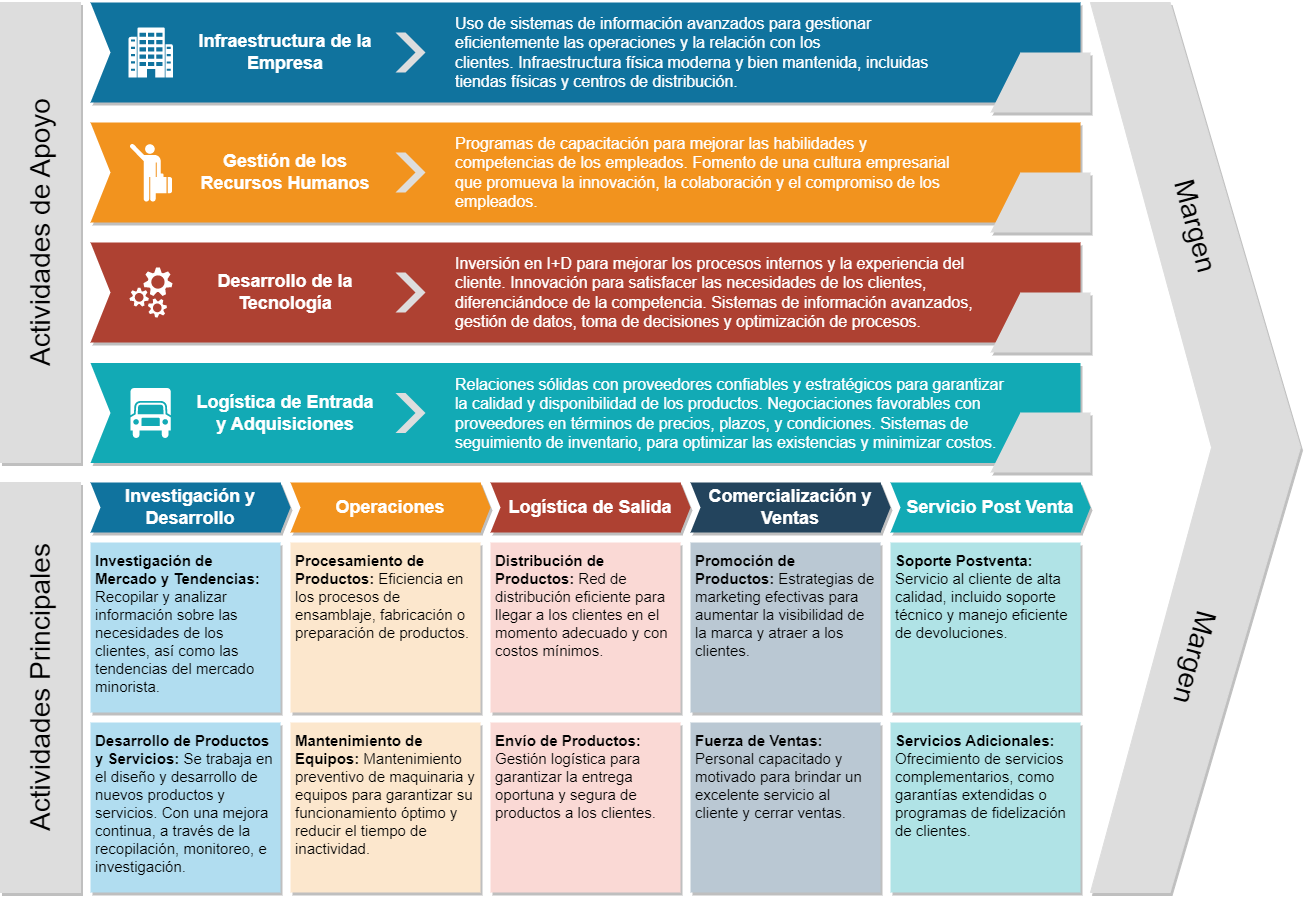 Actividades de Apoyo
Infraestructura de la
Empresa
Uso de sistemas de información avanzados para gestionar
eficientemente las operaciones y la relación con los
clientes. Infraestructura física moderna y bien mantenida, incluidas
tiendas físicas y centros de distribución.
Gestión de los
Recursos Humanos
Programas de capacitación para mejorar las habilidades y
competencias de los empleados. Fomento de una cultura empresarial
que promueva la innovación, la colaboración y el compromiso de los
empleados.
Desarrollo de la
Tecnología
Inversión en I+D para mejorar los procesos internos y la experiencia del
cliente. Innovación para satisfacer las necesidades de los clientes,
diferenciándoce de la competencia. Sistemas de información avanzados,
gestión de datos, toma de decisiones y optimización de procesos.
Logística de Entrada
y Adquisiciones
Relaciones sólidas con proveedores confiables y estratégicos para garantizar
la calidad y disponibilidad de los productos. Negociaciones favorables con
proveedores en términos de precios, plazos, y condiciones. Sistemas de
seguimiento de inventario, para optimizar las existencias y minimizar costos.
Margen
Margen
Actividades Principales
Investigación y
Desarrollo
Operaciones
Logística de Salida
Comercialización y
Ventas
Servicio Post Venta
Investigación de
Mercado y Tendencias:
Recopilar y analizar
información sobre las
necesidades de los
clientes, así como las
tendencias del mercado
minorista.
Procesamiento de
Productos: Eficiencia en
los procesos de
ensamblaje, fabricación o
preparación de productos.
Distribución de
Productos: Red de
distribución eficiente para
llegar a los clientes en el
momento adecuado y con
costos mínimos.
Promoción de
Productos: Estrategias de
marketing efectivas para
aumentar la visibilidad de
la marca y atraer a los
clientes.
Soporte Postventa:
Servicio al cliente de alta
calidad, incluido soporte
técnico y manejo eficiente
de devoluciones.
Desarrollo de Productos
y Servicios: Se trabaja en
el diseño y desarrollo de
nuevos productos y
servicios. Con una mejora
continua, a través de la
recopilación, monitoreo, e
investigación.
Mantenimiento de
Equipos: Mantenimiento
preventivo de maquinaria y
equipos para garantizar su
funcionamiento óptimo y
reducir el tiempo de
inactividad.
Envío de Productos:
Gestión logística para
garantizar la entrega
oportuna y segura de
productos a los clientes.
Fuerza de Ventas:
Personal capacitado y
motivado para brindar un
excelente servicio al
cliente y cerrar ventas.
Servicios Adicionales:
Ofrecimiento de servicios
complementarios, como
garantías extendidas o
programas de fidelización
de clientes.